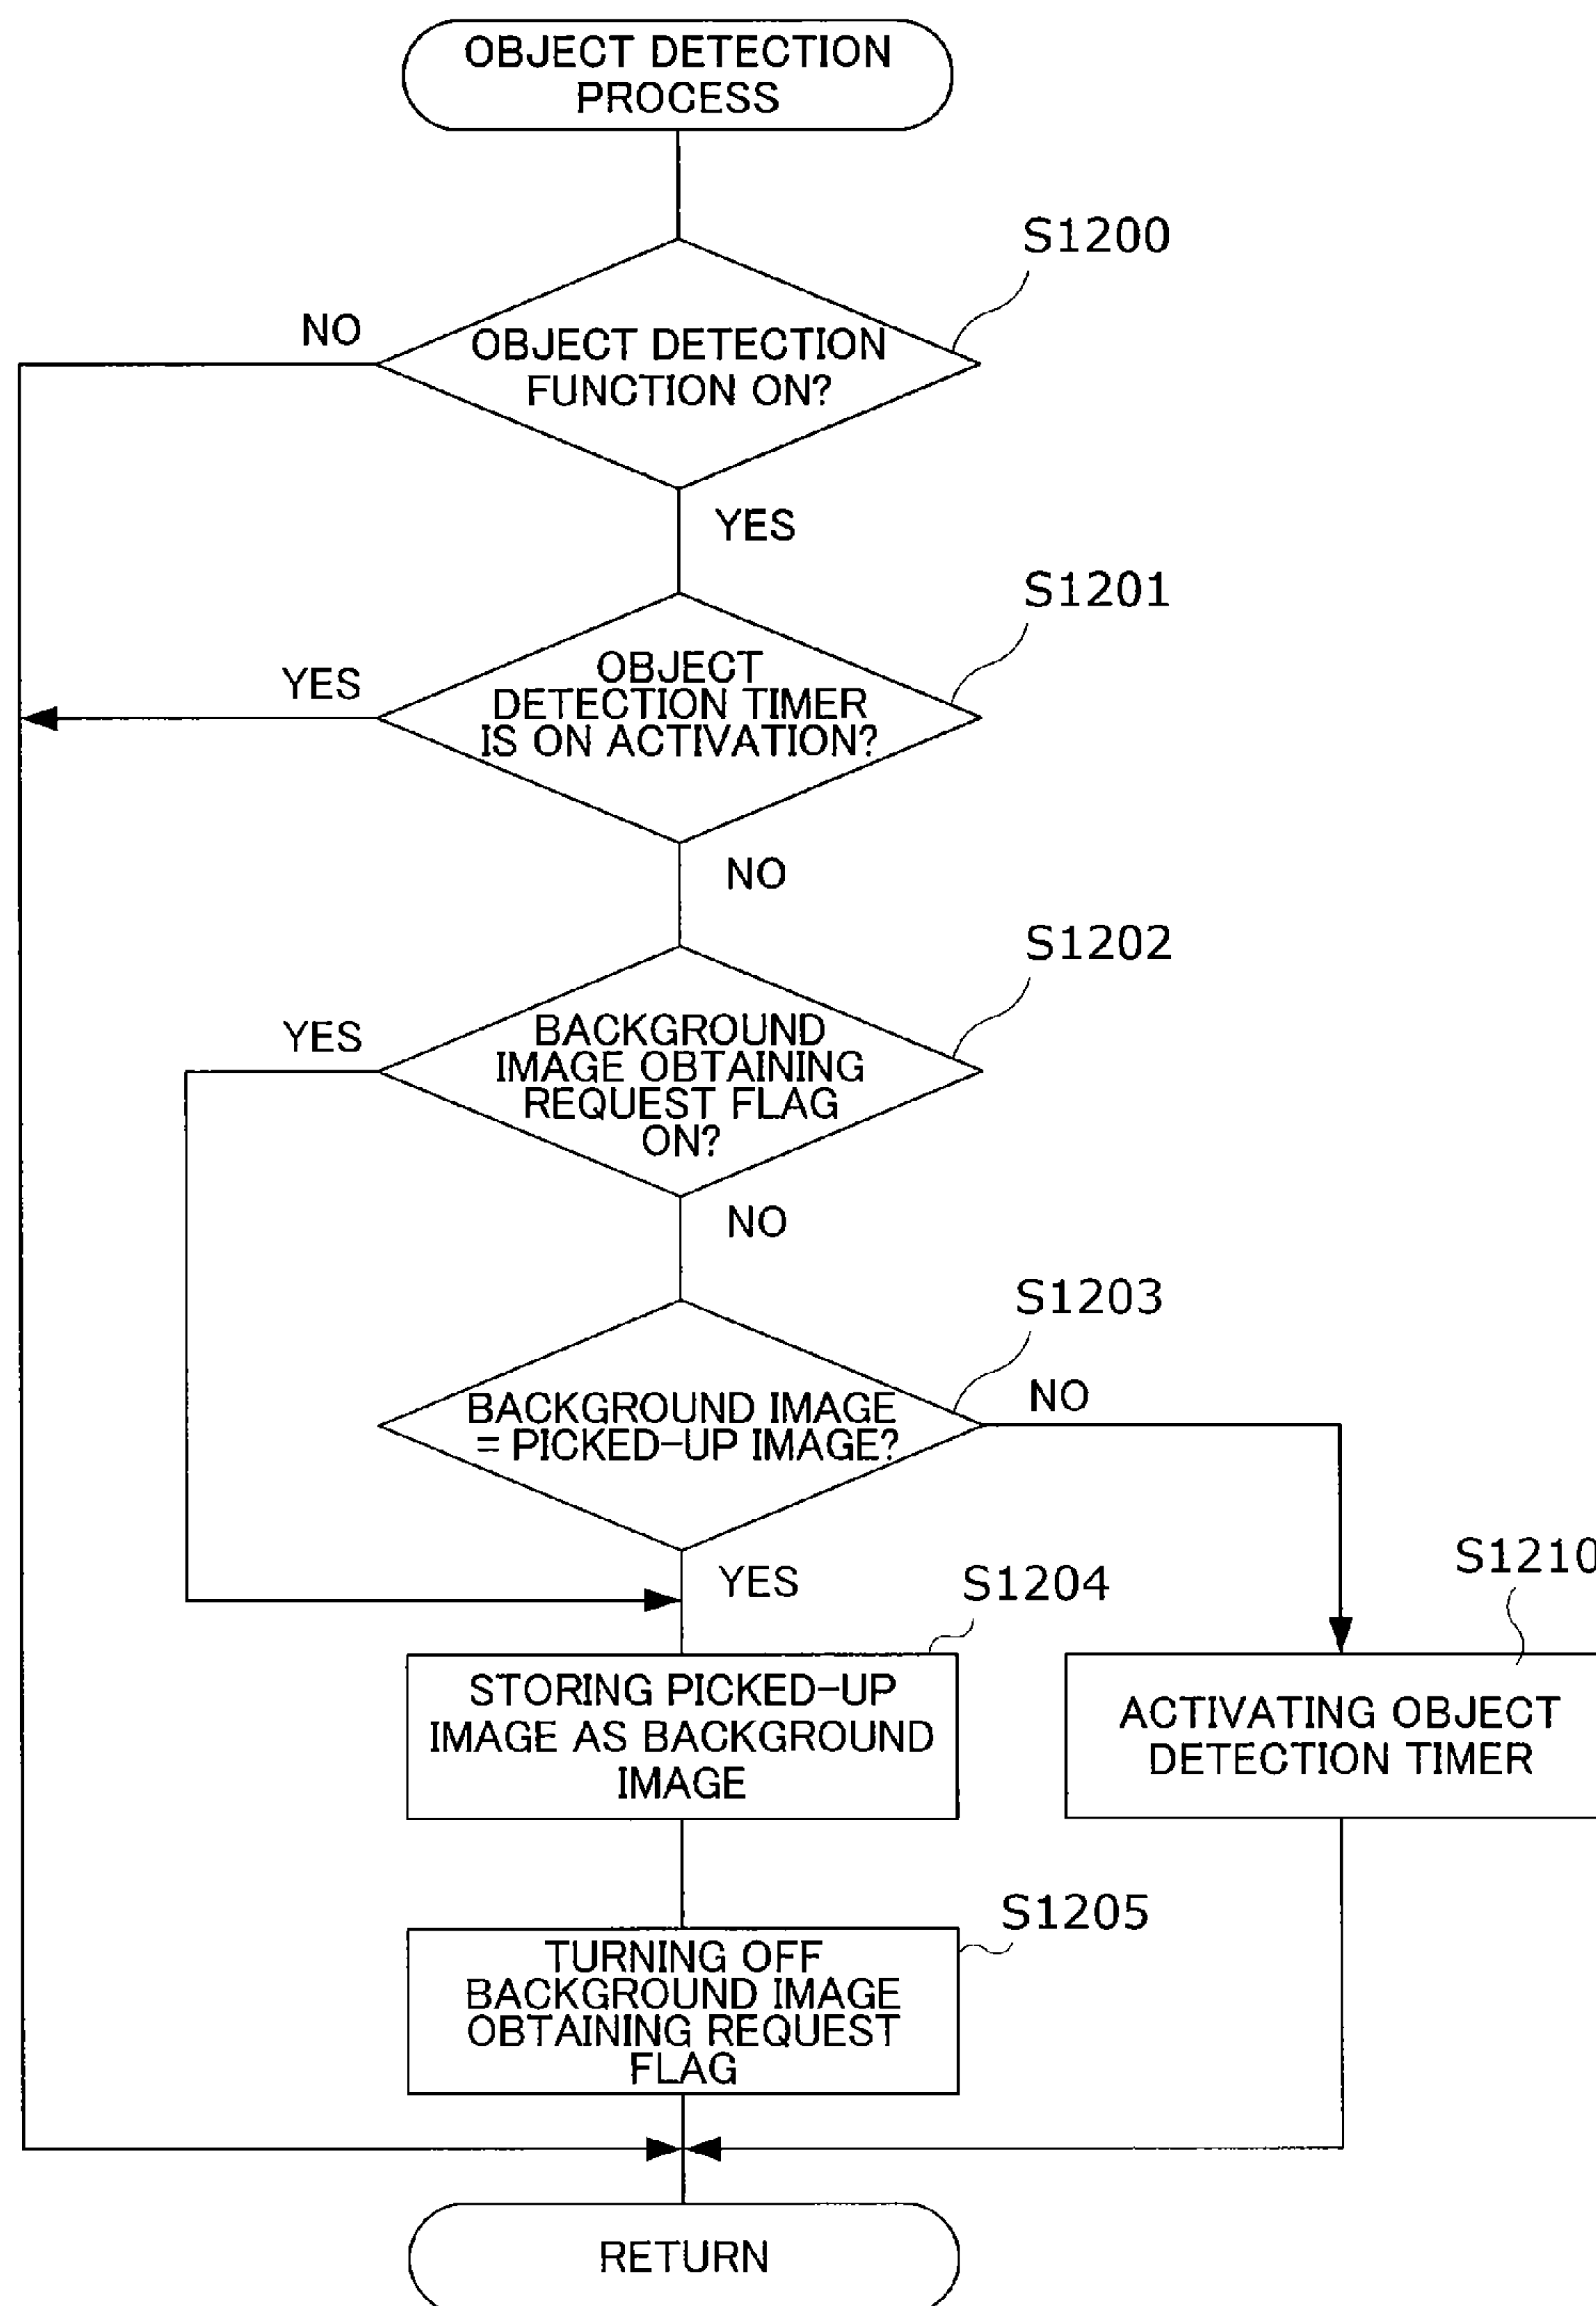 OBJECT DETECTION
PROCESS
S1200
NO
OBJECT DETECTION
FUNCTION ON?
YES
S1201
YES
OBJECT
DETECTION TIMER
IS ON ACTIVATION?
NO
S1202
YES
BACKGROUND
IMAGE OBTAINING
REQUEST FLAG
ON?
NO
S1203
NO
BACKGROUND IMAGE
= PICKED-UP IMAGE?
YES
S1204
S1210
STORING PICKED-UP
IMAGE AS BACKGROUND
IMAGE
ACTIVATING OBJECT
DETECTION TIMER
S1205
TURNING OFF
BACKGROUND IMAGE
OBTAINING REQUEST
FLAG
RETURN